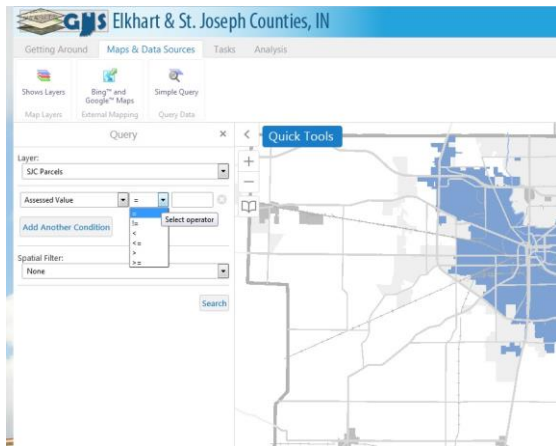 GMS Elkhart & St. Joseph Counties, IN
Getting Around Maps & Data Sources Tasks Analysis
Shows Layers
Bing™ and Google™ Maps
Simple Query
Map Layers External Mapping Query Data
Query ×
Quick Tools
Layer:
SJC Parcels
Assessed Value =
=
Select operator
!=
<
<=
>
>=
Add Another Condition
Spatial Filter:
None
Search